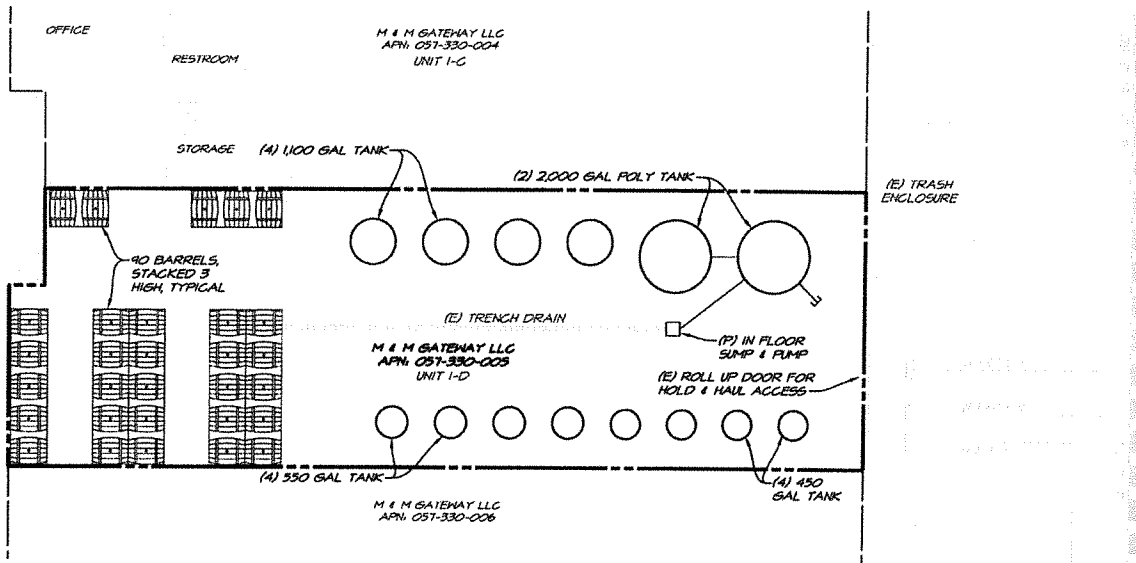 OFFICE
M & M GATEWAY LLC
APN: 057-330-004
UNIT 1-C
RESTROOM
STORAGE
(4) 1,100 GAL TANK
(2) 2,000 GAL POLY TANK
(E) TRASH
ENCLOSURE
90 BARRELS,
STACKED 3
HIGH, TYPICAL
(E) TRENCH DRAIN
M & M GATEWAY LLC
APN: 057-330-005
UNIT 1-D
(P) IN FLOOR
SUMP & PUMP
(E) ROLL UP DOOR FOR
HOLD & HAUL ACCESS
(4) 550 GAL TANK
(4) 450
GAL TANK
M & M GATEWAY LLC
APN: 057-330-006